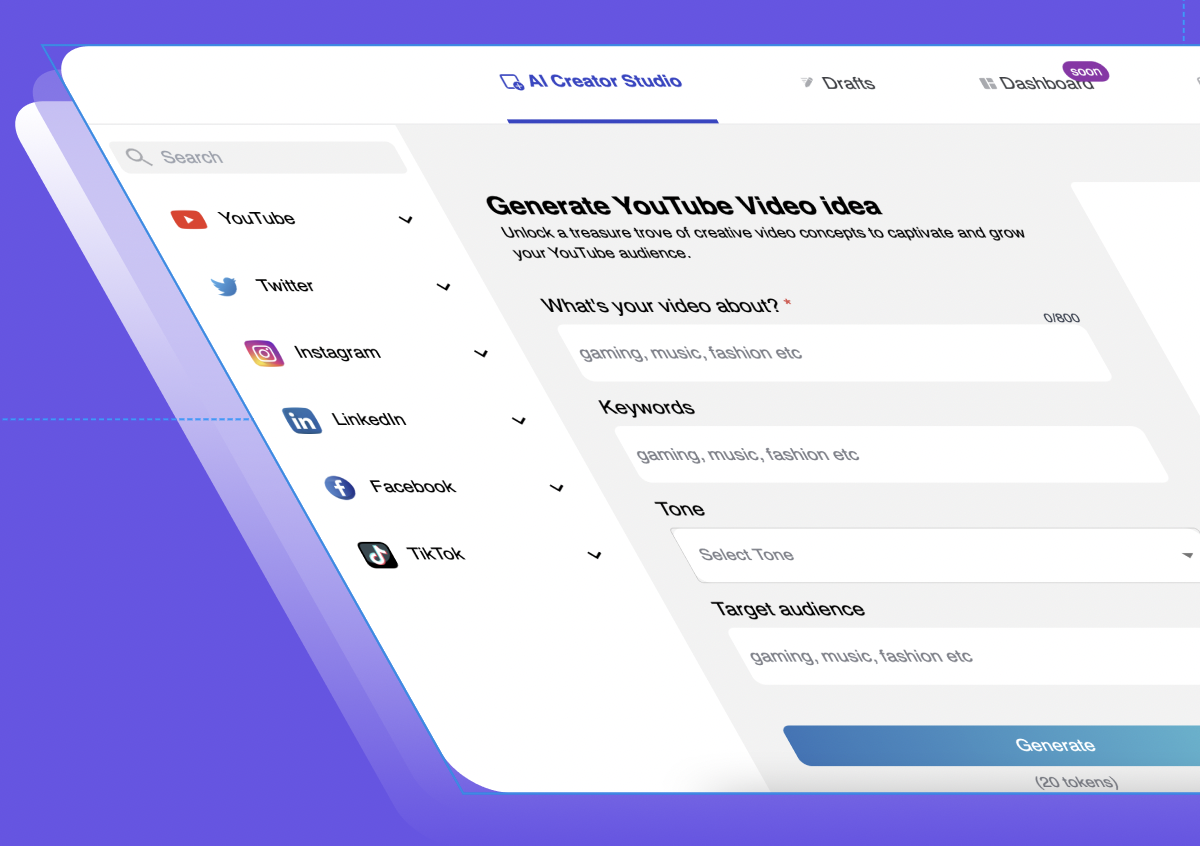 AI Creator Studio
Drafts
Dashboard
soon
Search
YouTube
Twitter
Instagram
LinkedIn
Facebook
TikTok
Generate YouTube Video idea
Unlock a treasure trove of creative video concepts to captivate and grow
your YouTube audience.
What's your video about? *
0/800
gaming, music, fashion etc
Keywords
gaming, music, fashion etc
Tone
Select Tone
Target audience
gaming, music, fashion etc
Generate
(20 tokens)